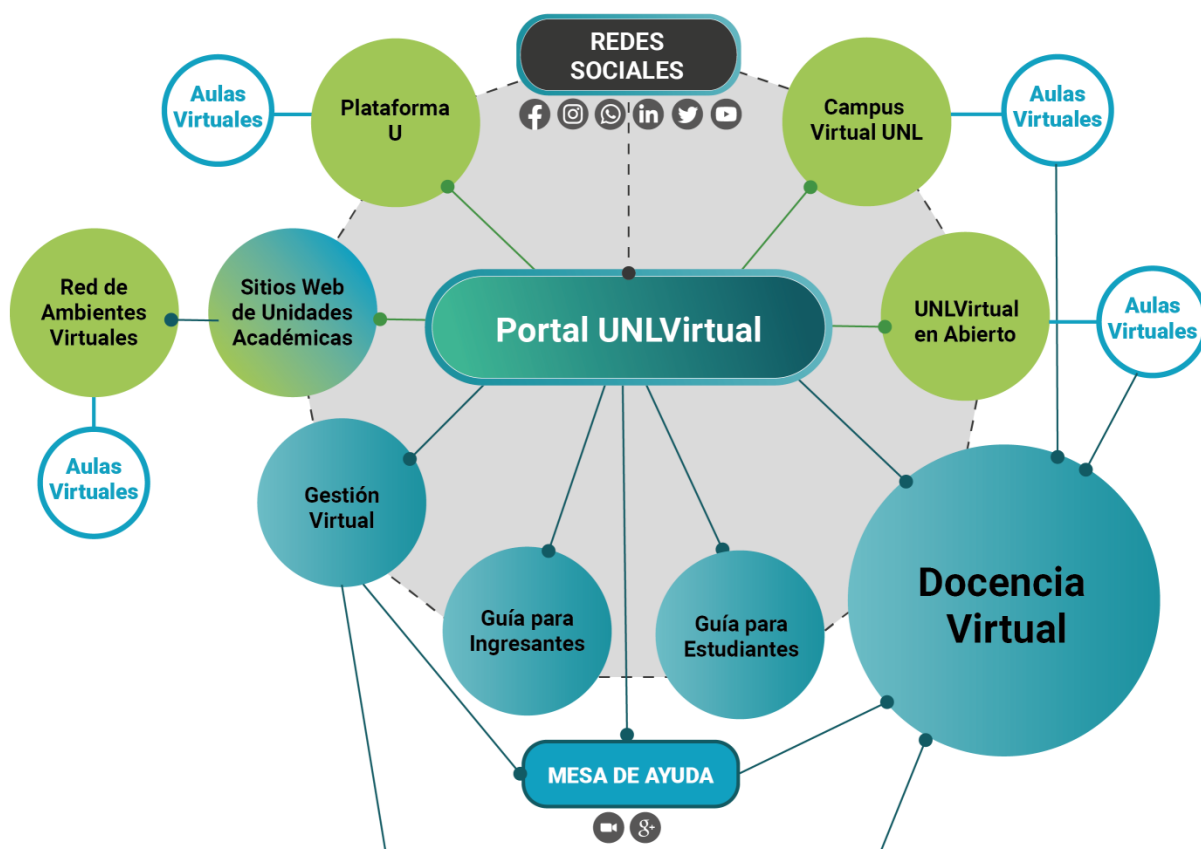 REDES
SOCIALES
Aulas
Virtuales
Plataforma
U
Campus
Virtual UNL
Aulas
Virtuales
Red de
Ambientes
Virtuales
Sitios Web
de Unidades
Académicas
Portal UNLVirtual
UNLVirtual
en Abierto
Aulas
Virtuales
Aulas
Virtuales
Gestión
Virtual
Guía para
Ingresantes
Guía para
Estudiantes
Docencia
Virtual
MESA DE AYUDA